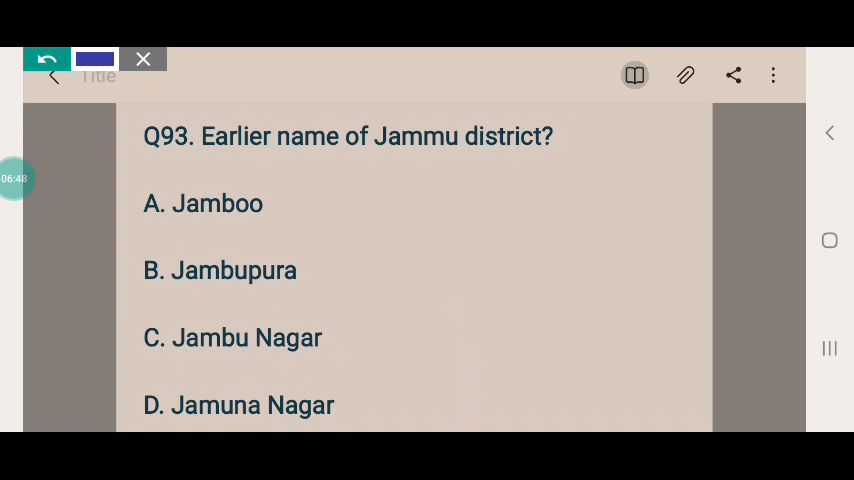 Title
06:48
Q93. Earlier name of Jammu district?
A. Jamboo
B. Jambupura
C. Jambu Nagar
D. Jamuna Nagar